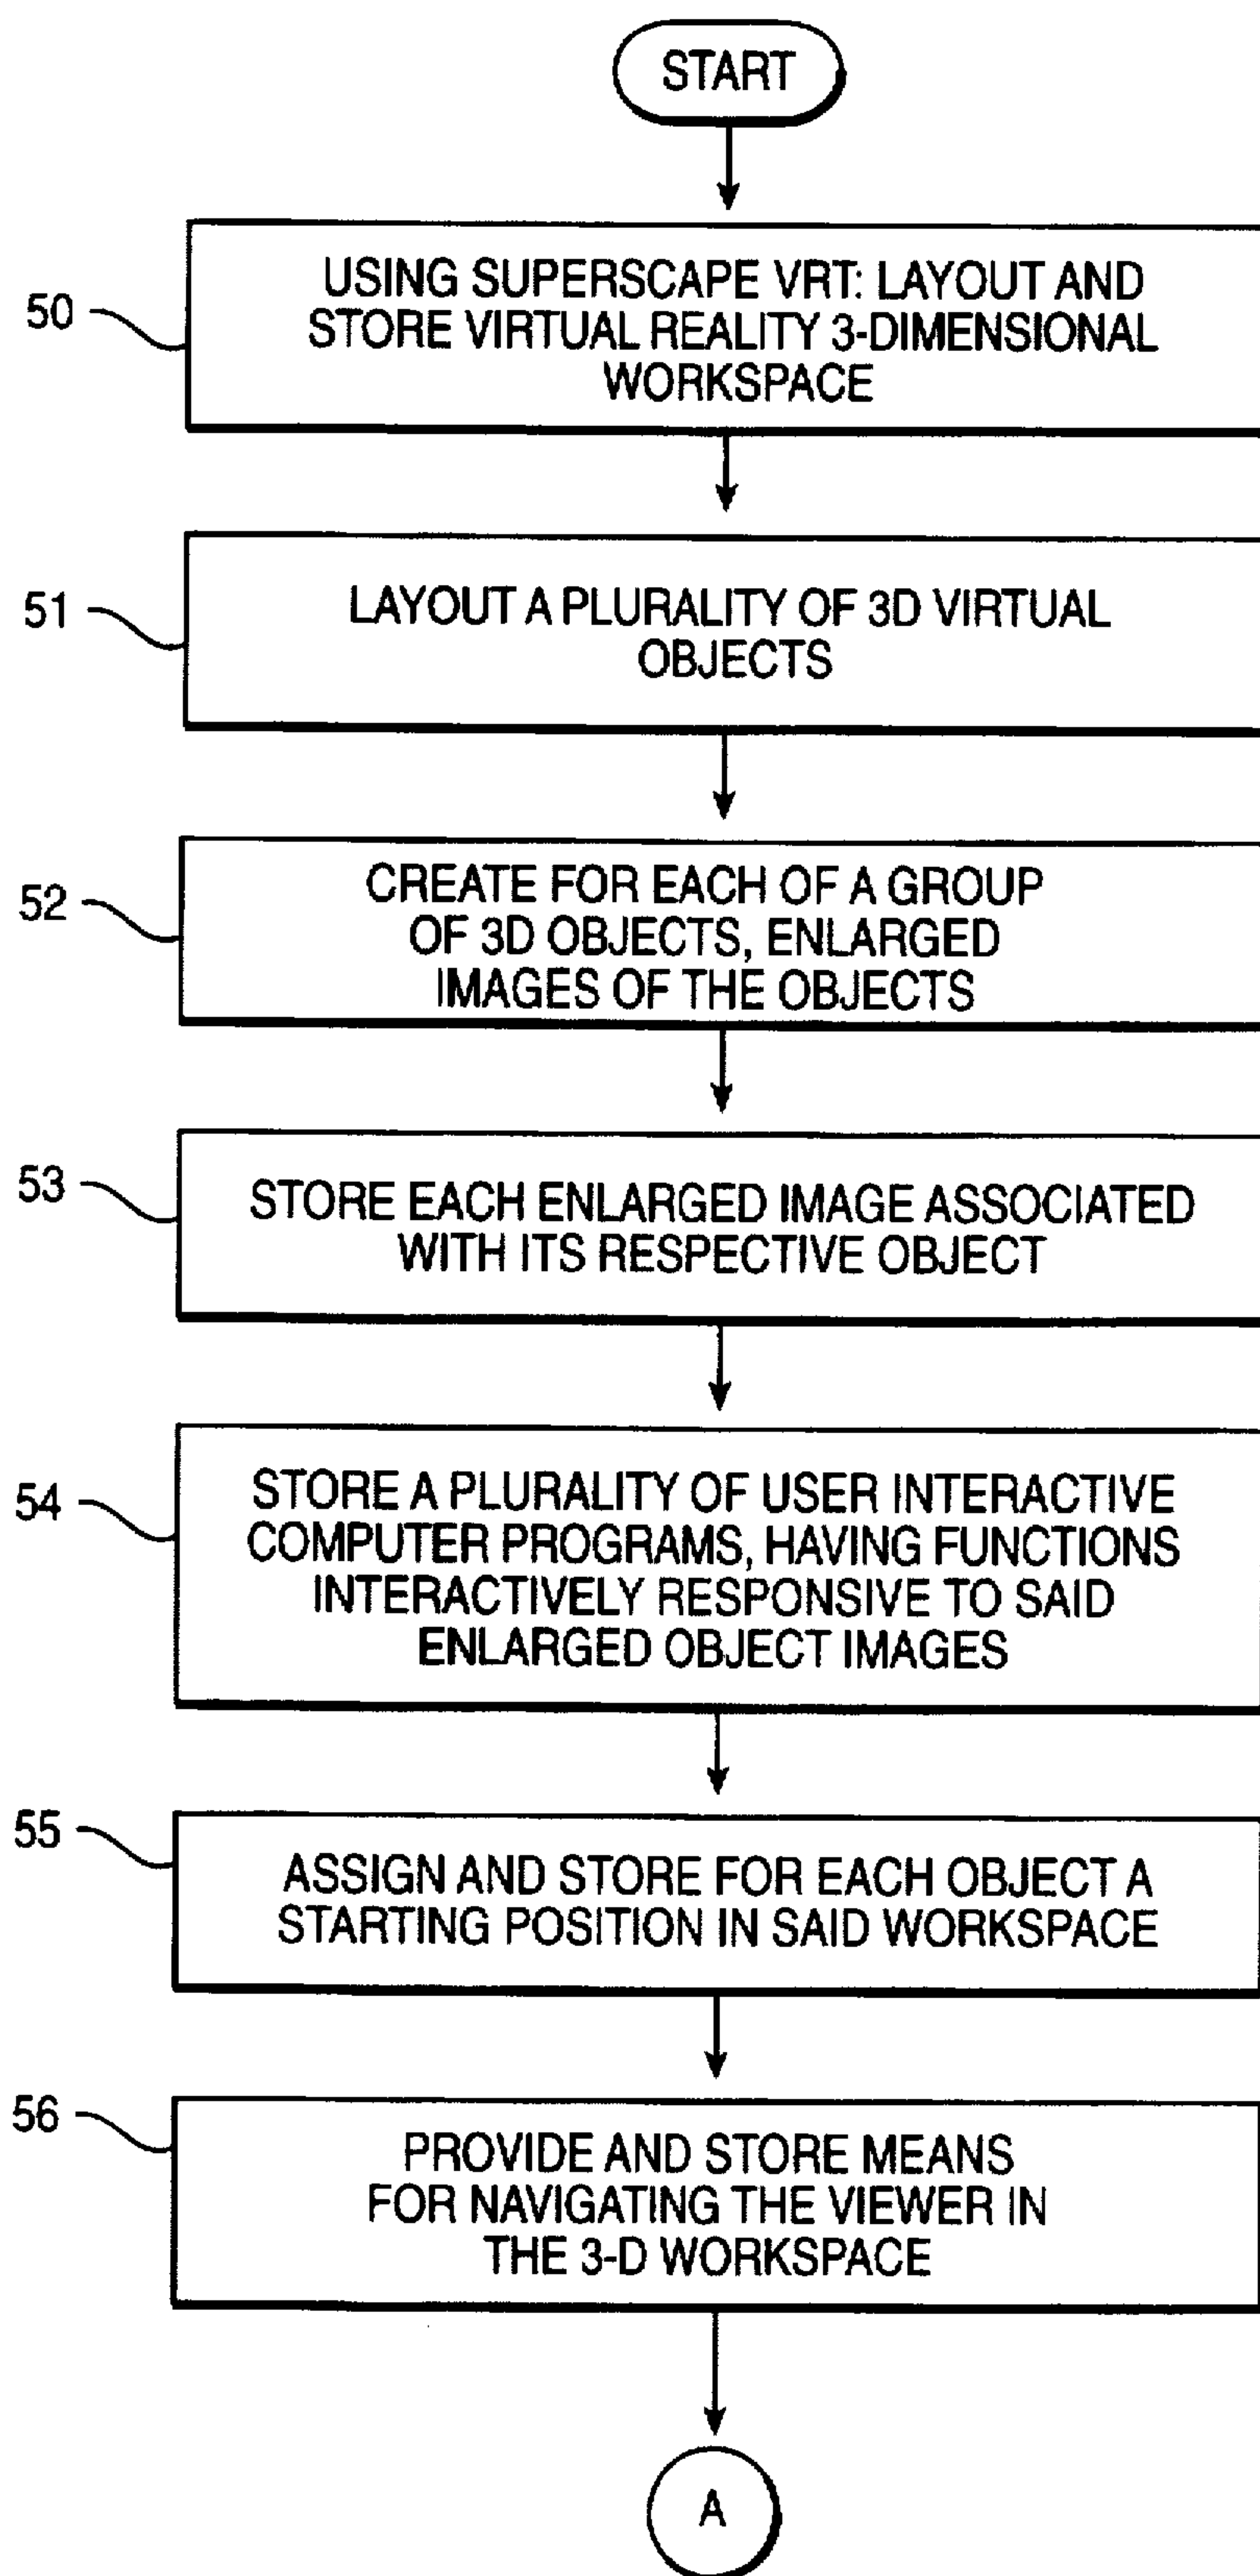 START
50
USING SUPERSCAPE VRT: LAYOUT AND
STORE VIRTUAL REALITY 3-DIMENSIONAL
WORKSPACE
51
LAYOUT A PLURALITY OF 3D VIRTUAL
OBJECTS
52
CREATE FOR EACH OF A GROUP
OF 3D OBJECTS, ENLARGED
IMAGES OF THE OBJECTS
53
STORE EACH ENLARGED IMAGE ASSOCIATED
WITH ITS RESPECTIVE OBJECT
54
STORE A PLURALITY OF USER INTERACTIVE
COMPUTER PROGRAMS, HAVING FUNCTIONS
INTERACTIVELY RESPONSIVE TO SAID
ENLARGED OBJECT IMAGES
55
ASSIGN AND STORE FOR EACH OBJECT A
STARTING POSITION IN SAID WORKSPACE
56
PROVIDE AND STORE MEANS
FOR NAVIGATING THE VIEWER IN
THE 3-D WORKSPACE
A